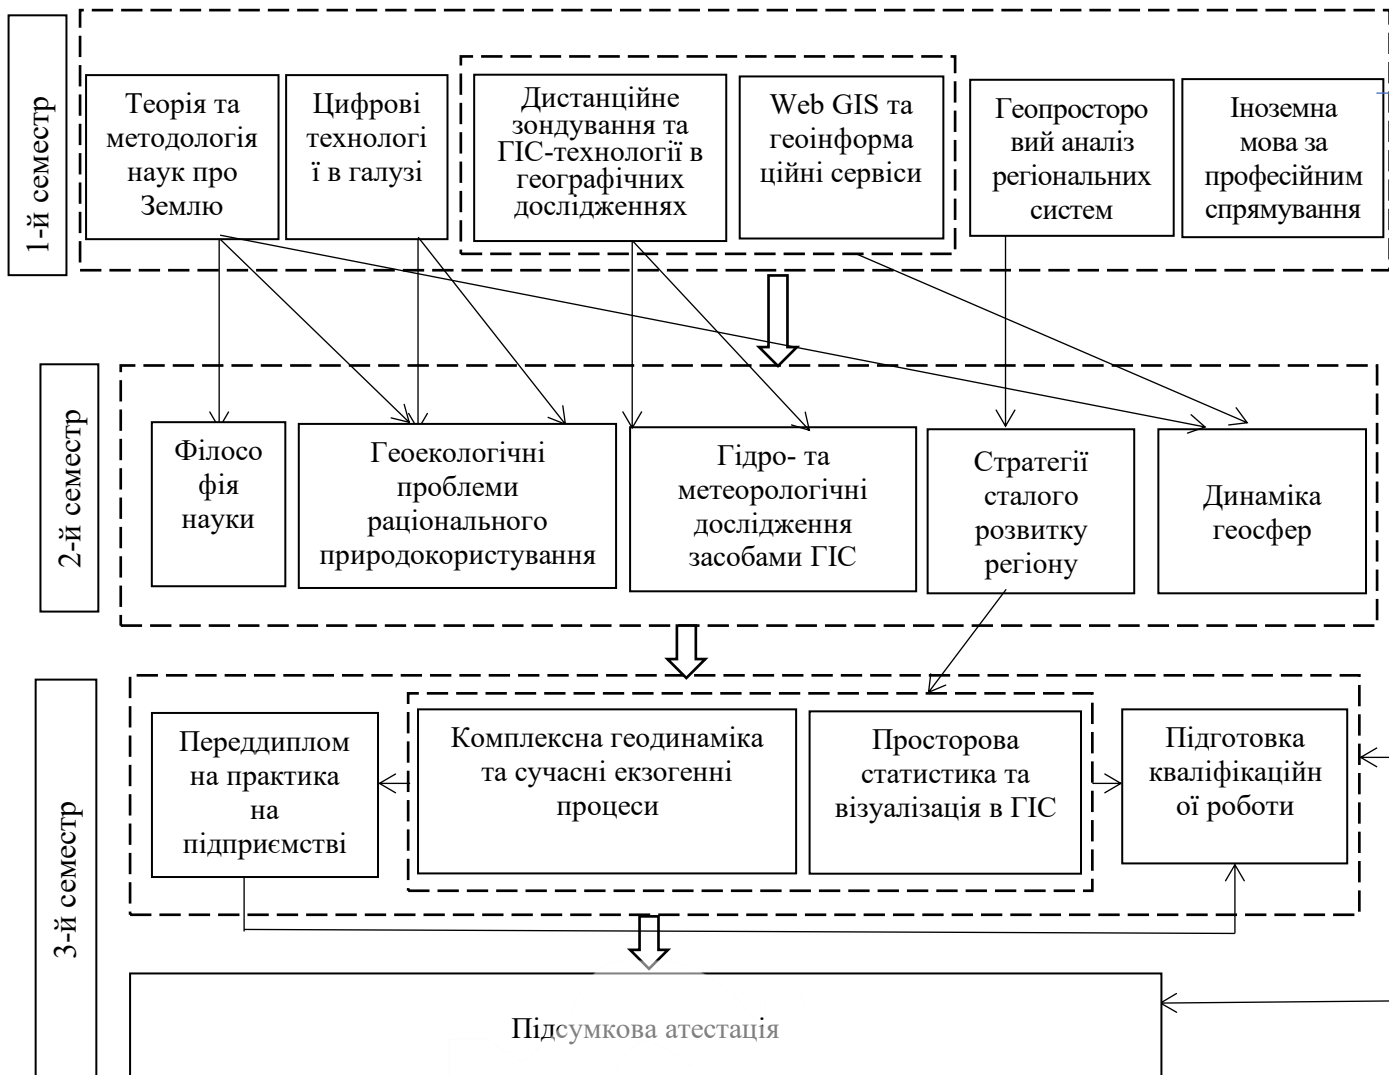 1-й семестр
Теорія та
методологія
наук про
Землю
Цифрові
технологі
ї в галузі
Дистанційне
зондування та
ГІС-технології в
географічних
дослідженнях
Web GIS та
геоінформа
ційні сервіси
Геопросторо
вий аналіз
регіональних
систем
Іноземна
мова за
професійним
спрямування
2-й семестр
Філосо
фія
науки
Геоекологічні
проблеми
раціонального
природокористування
Гідро- та
метеорологічні
дослідження
засобами ГІС
Стратегії
сталого
розвитку
регіону
Динаміка
геосфер
3-й семестр
Переддиплом
на практика
на
підприємстві
Комплексна геодинаміка
та сучасні екзогенні
процеси
Просторова
статистика та
візуалізація в ГІС
Підготовка
кваліфікаційн
ої роботи
Підсумкова атестація